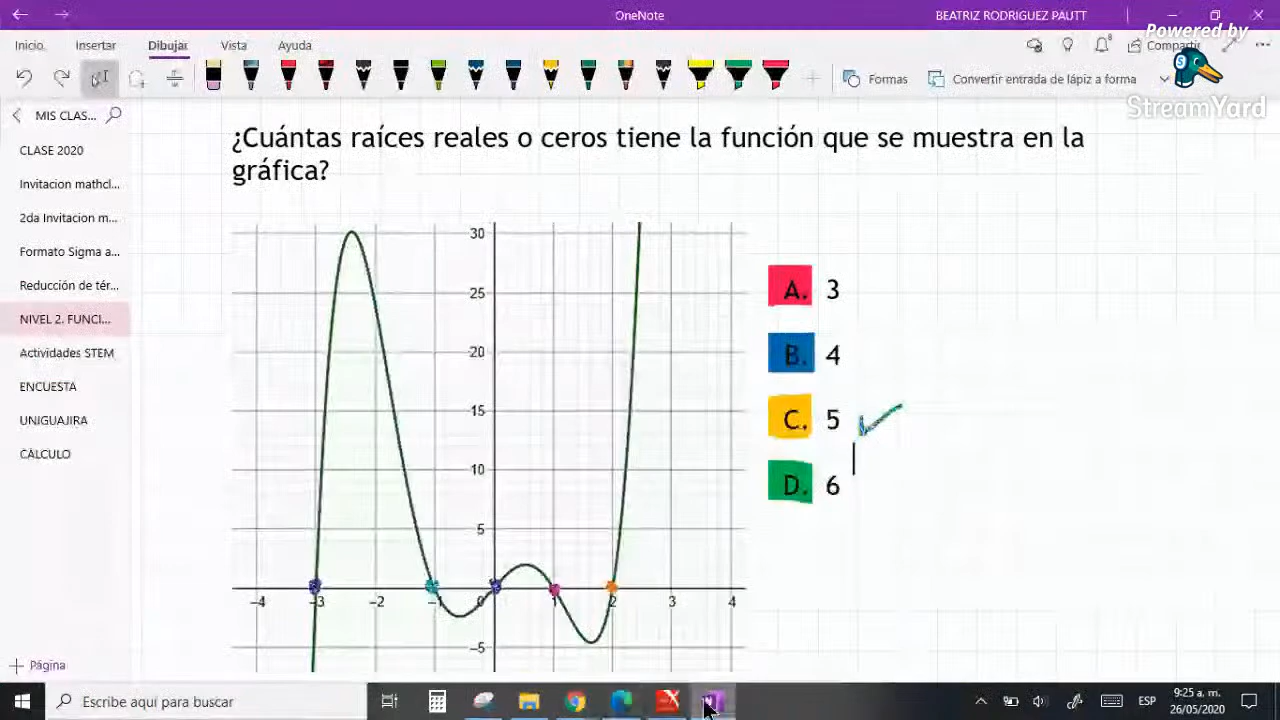 OneNote
BEATRIZ RODRIGUEZ PAUTT
Powered by
StreamYard
Inicio
Insertar
Dibujar
Vista
Ayuda
Compartir
Formas
Convertir entrada de lápiz a forma
MIS CLAS...
CLASE 2020
Invitacion mathcl...
2da Invitacion m...
Formato Sigma a...
Reducción de tér...
NIVEL 2. FUNCI...
Actividades STEM
ENCUESTA
UNIGUAJIRA
CÁLCULO
Página
¿Cuántas raíces reales o ceros tiene la función que se muestra en la
gráfica?
30
25
20
15
10
5
-4 -3 -2 -1 0 1 2 3 4
-5
A. 3
B. 4
C. 5
D. 6
Escribe aquí para buscar
ESP
9:25 a. m.
26/05/2020